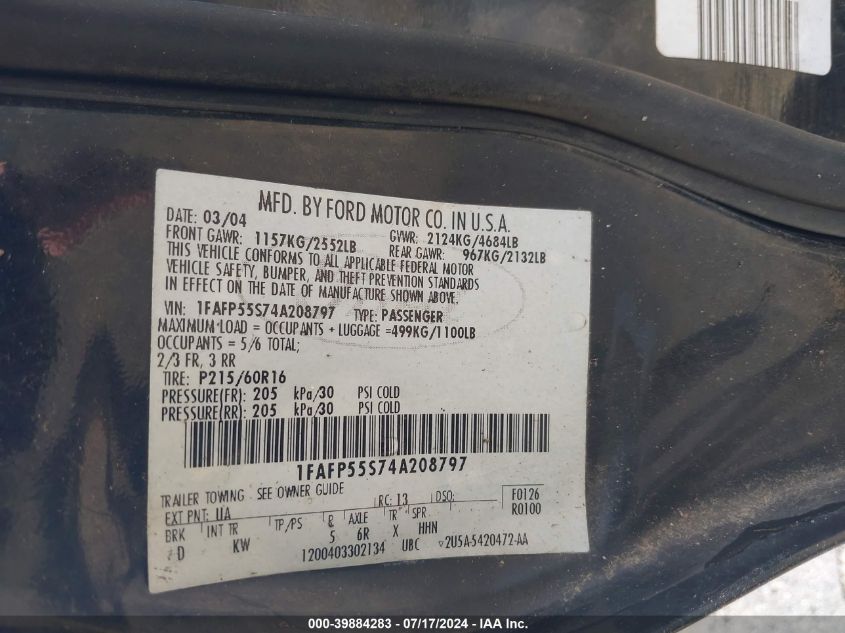 MFD. BY FORD MOTOR CO. IN U.S.A.
DATE: 03/04 GVWR: 2124KG/4684LB
FRONT GAWR: 1157KG/2552LB REAR GAWR: 967KG/2132LB
THIS VEHICLE CONFORMS TO ALL APPLICABLE FEDERAL MOTOR
VEHICLE SAFETY, BUMPER, AND THEFT PREVENTION STANDARDS
IN EFFECT ON THE DATE OF MANUFACTURE SHOWN ABOVE.
VIN: 1FAFP55S74A208797 TYPE: PASSENGER
MAXIMUM LOAD = OCCUPANTS + LUGGAGE =499KG/1100LB
OCCUPANTS = 5/6 TOTAL;
2/3 FR, 3 RR
TIRE: P215/60R16
PRESSURE(FR) 205 kPa/30 PSI COLD
PRESSURE(RR) 205 kPa/30 PSI COLD
1FAFP55S74A208797
TRAILER TOWING SEE OWNER GUIDE
EXT PNT: UA RC: 13 DSO: F0126
BRK INT TR TP/PS R AXLE TR SPR R0100
D KW 5 6R X HHN
1200403302134 UBC 2U5A-5420472-AA
000-39884283 - 07/17/2024 - IAA Inc.